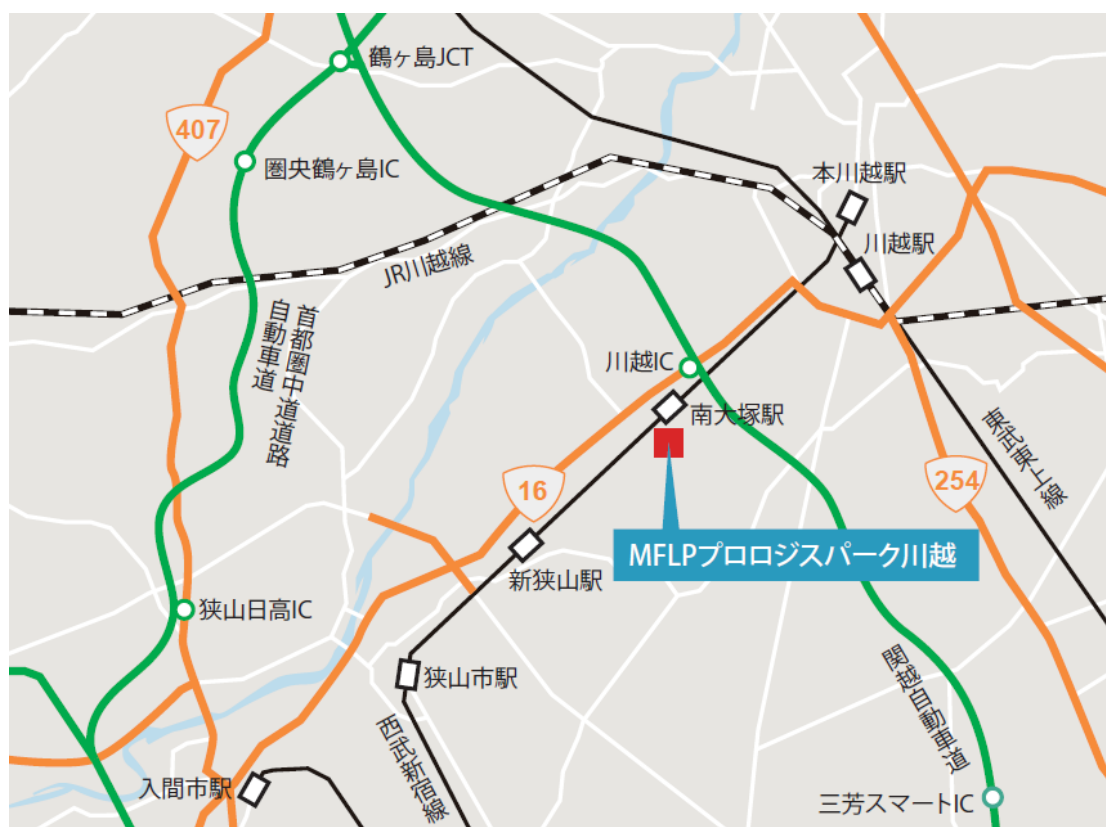 鶴ヶ島JCT
407
圏央鶴ヶ島IC
本川越駅
川越駅
JR川越線
首都圏中道道路
自動車道
川越IC
南大塚駅
東武東上線
254
16
MFLPプロロジスパーク川越
新狭山駅
狭山日高IC
狭山市駅
関越自動車道
西武新宿線
入間市駅
三芳スマートIC